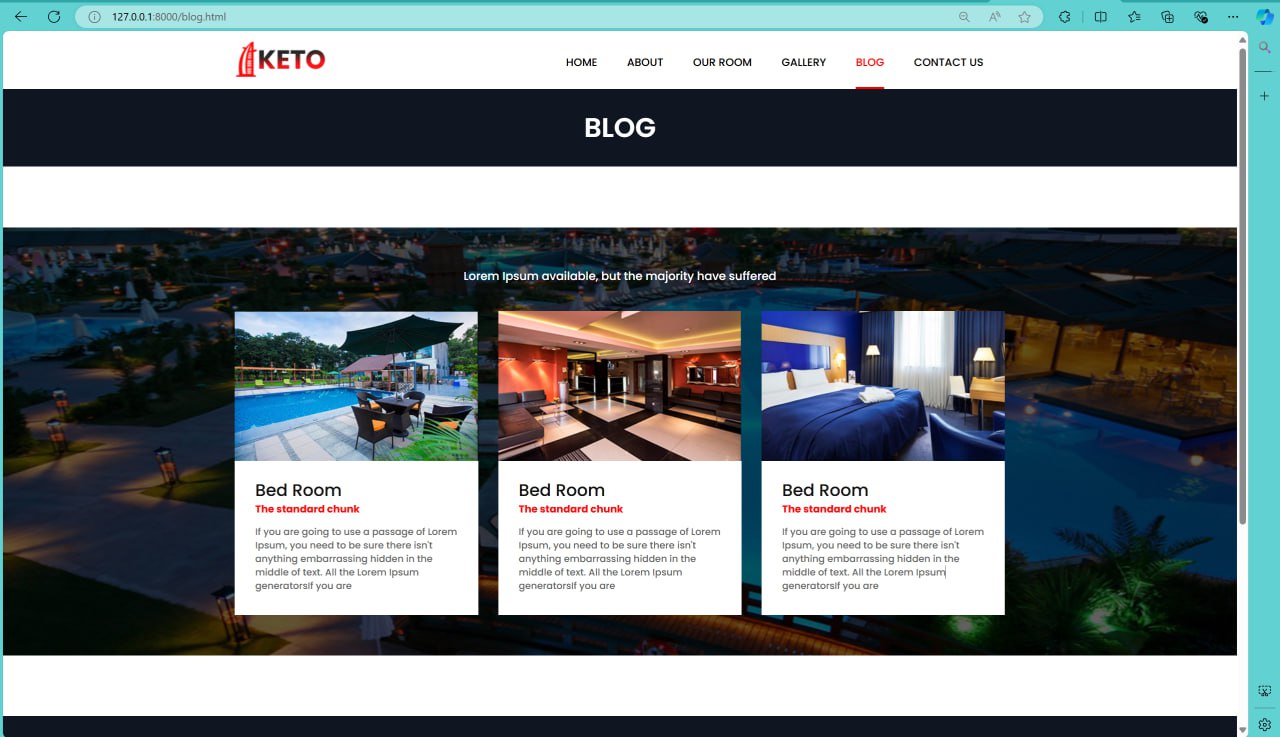 127.0.0.1:8000/blog.html
KETO
HOME ABOUT OUR ROOM GALLERY BLOG CONTACT US
BLOG
Lorem Ipsum available, but the majority have suffered
Bed Room
The standard chunk
If you are going to use a passage of Lorem
Ipsum, you need to be sure there isn't
anything embarrassing hidden in the
middle of text. All the Lorem Ipsum
generatorsIf you are
Bed Room
The standard chunk
If you are going to use a passage of Lorem
Ipsum, you need to be sure there isn't
anything embarrassing hidden in the
middle of text. All the Lorem Ipsum
generatorsIf you are
Bed Room
The standard chunk
If you are going to use a passage of Lorem
Ipsum, you need to be sure there isn't
anything embarrassing hidden in the
middle of text. All the Lorem Ipsum
generatorsIf you are